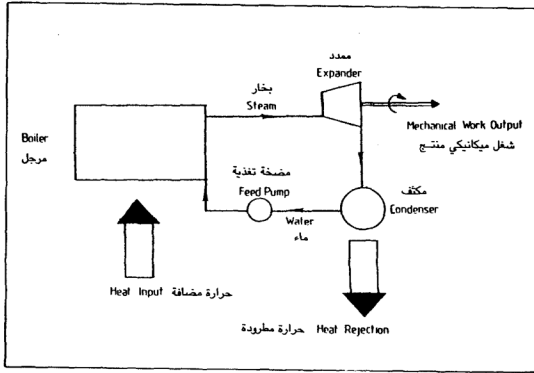 ممدد
Expander
بخار
Steam
Mechanical Work Output
شغل ميكانيكي منتج
Boiler
مرجل
مضخة تغذية
Feed Pump
مكثف
Condenser
Water
ماء
Heat Input حرارة مضافة
حرارة مطرودة Heat Rejection